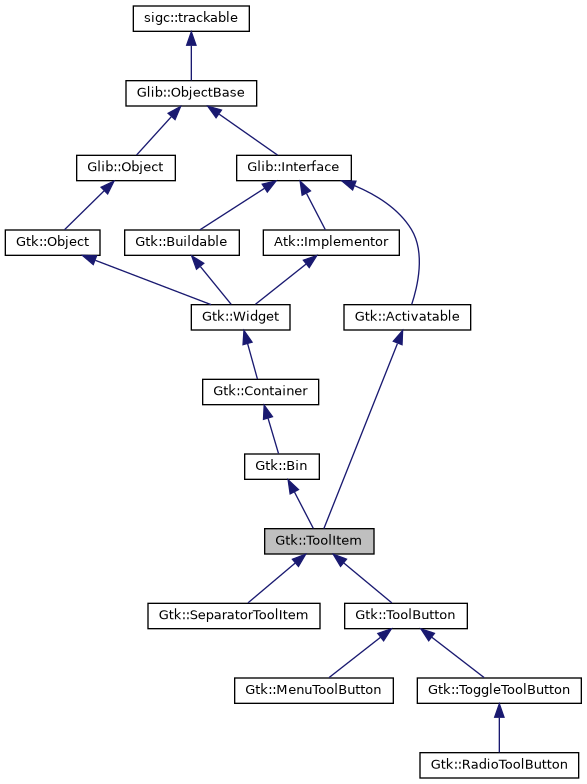 sigc::trackable
Glib::ObjectBase
Glib::Object
Glib::Interface
Gtk::Object
Gtk::Buildable
Atk::Implementor
Gtk::Widget
Gtk::Activatable
Gtk::Container
Gtk::Bin
Gtk::ToolItem
Gtk::SeparatorToolItem
Gtk::ToolButton
Gtk::MenuToolButton
Gtk::ToggleToolButton
Gtk::RadioToolButton